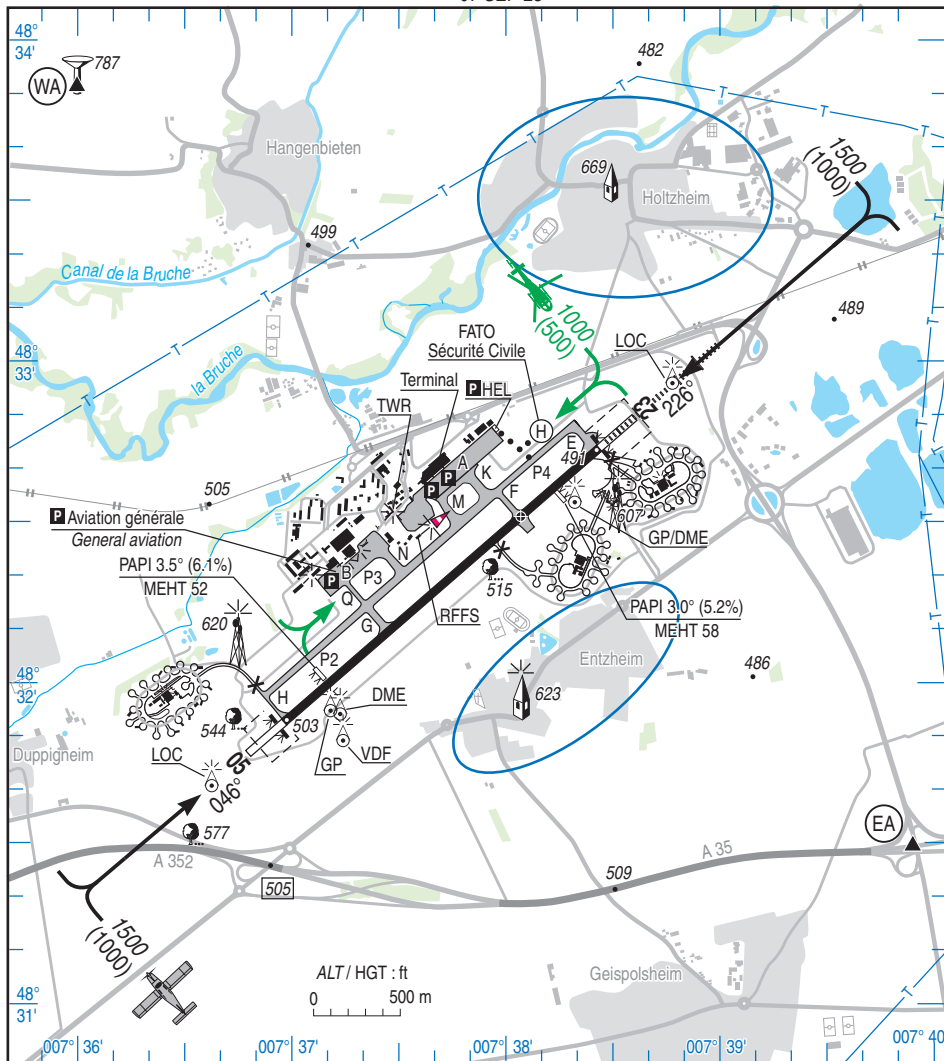 48°
34'
787
WA
482
Hangenbieten
669
Holtzheim
1500
(1000)
499
Canal de la Bruche
la Bruche
1000
(500)
489
48°
33'
FATO
Sécurité Civile
LOC
Terminal
P HEL
TWR
226°
23
H
E
491
A
K
P4
P
P
M
F
505
607
P Aviation générale
General aviation
I
N
GP/DME
PAPI 3.5° (6.1%)
MEHT 52
B
P
P3
515
Q
RFFS
PAPI 3.0° (5.2%)
MEHT 58
G
620
Entzheim
P2
486
48°
32'
H
DME
623
544
503
Duppigheim
LOC
GP
VDF
05
046°
577
EA
A 352
A 35
505
509
1500
(1000)
ALT / HGT : ft
0 500 m
Geispolsheim
48°
31'
007° 36' 007° 37' 007° 38' 007° 39' 007° 40'
T
T
T
T
T
T
T
T